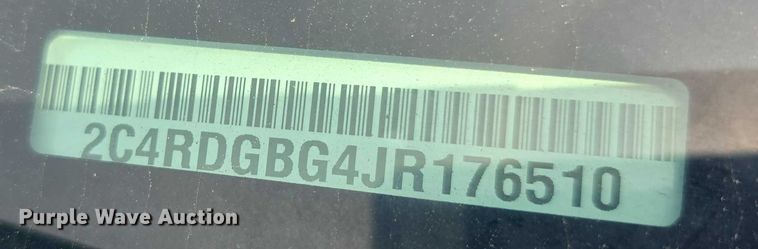 2C4RDGBG4JR176510
Purple Wave Auction